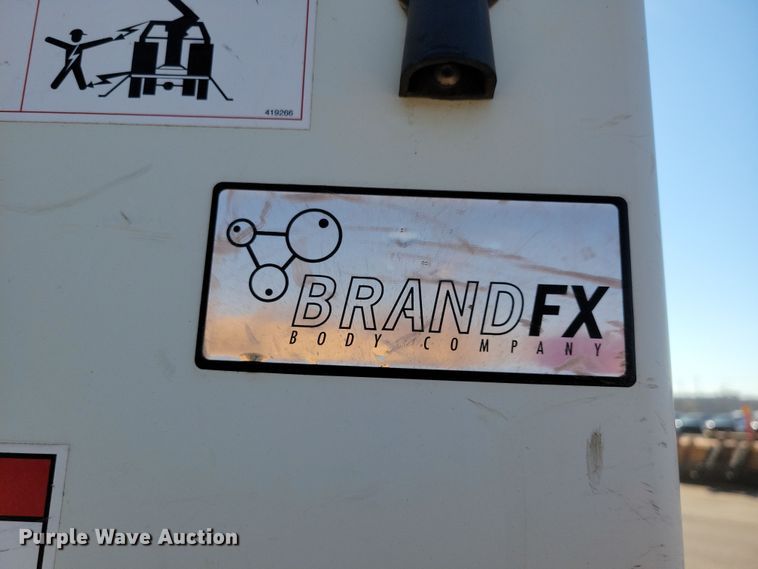 419266
BRANDFX
BODY COMPANY
Purple Wave Auction